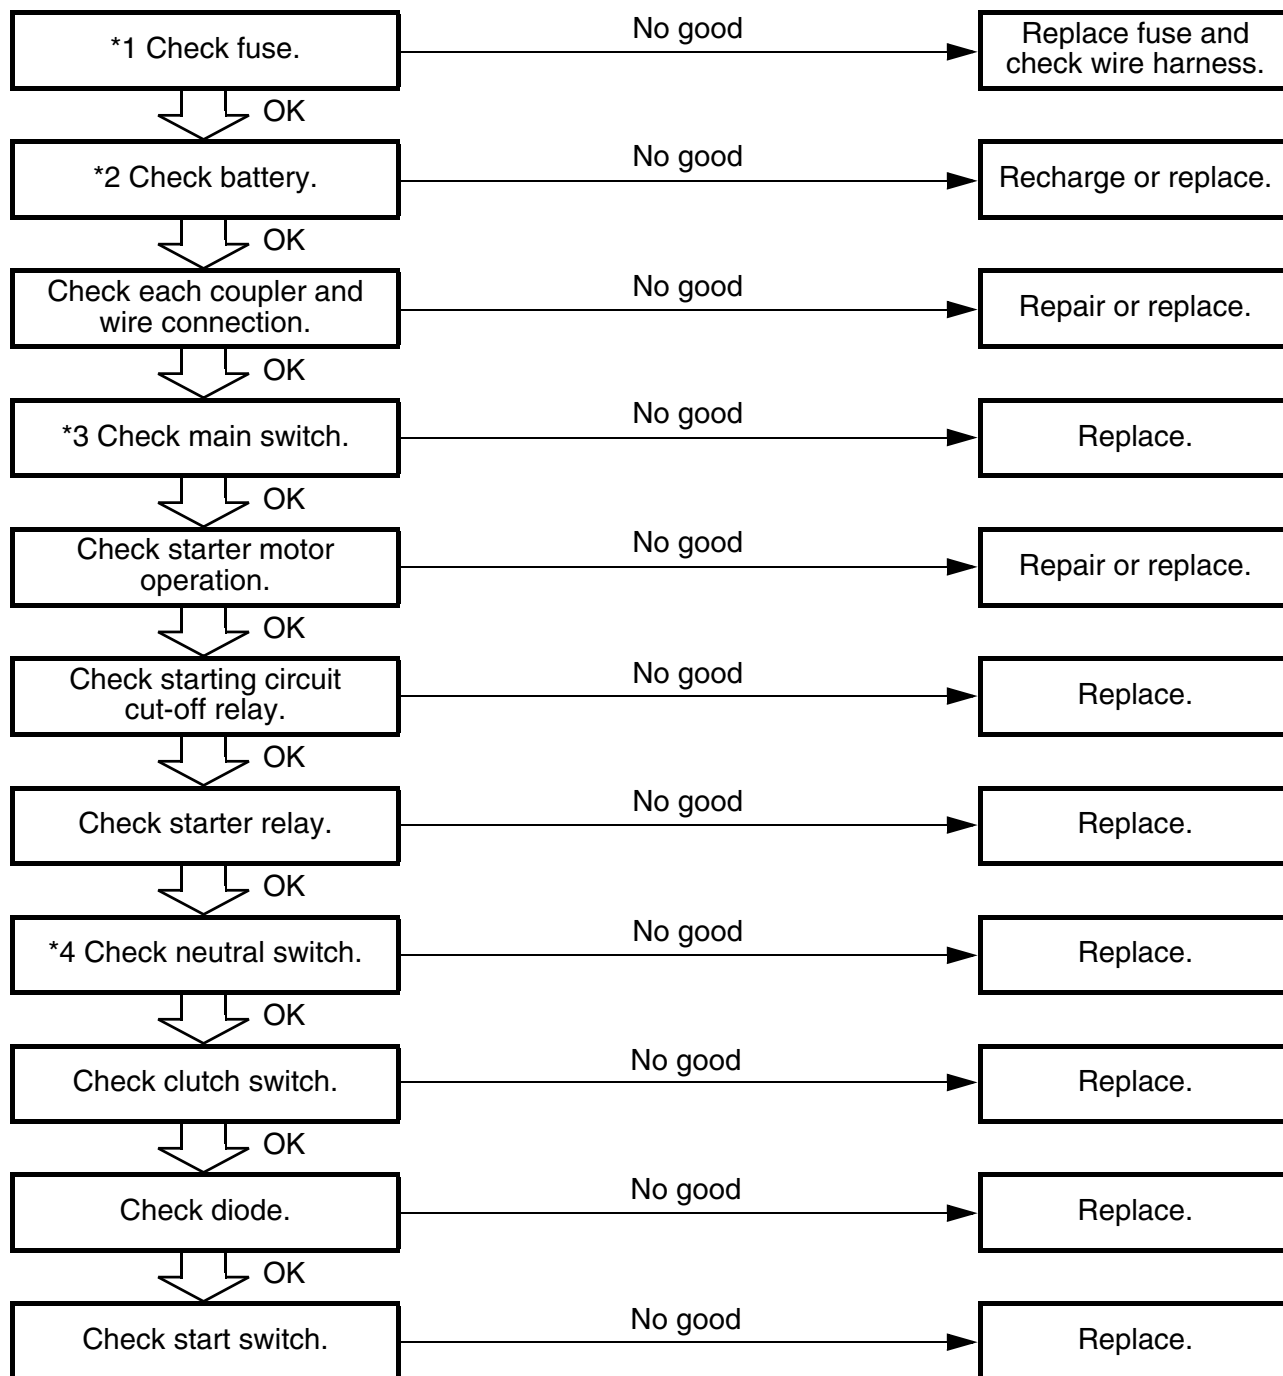 *1 Check fuse.
No good
Replace fuse and
check wire harness.
OK
*2 Check battery.
No good
Recharge or replace.
OK
Check each coupler and
wire connection.
No good
Repair or replace.
OK
*3 Check main switch.
No good
Replace.
OK
Check starter motor
operation.
No good
Repair or replace.
OK
Check starting circuit
cut-off relay.
No good
Replace.
OK
Check starter relay.
No good
Replace.
OK
*4 Check neutral switch.
No good
Replace.
OK
Check clutch switch.
No good
Replace.
OK
Check diode.
No good
Replace.
OK
Check start switch.
No good
Replace.